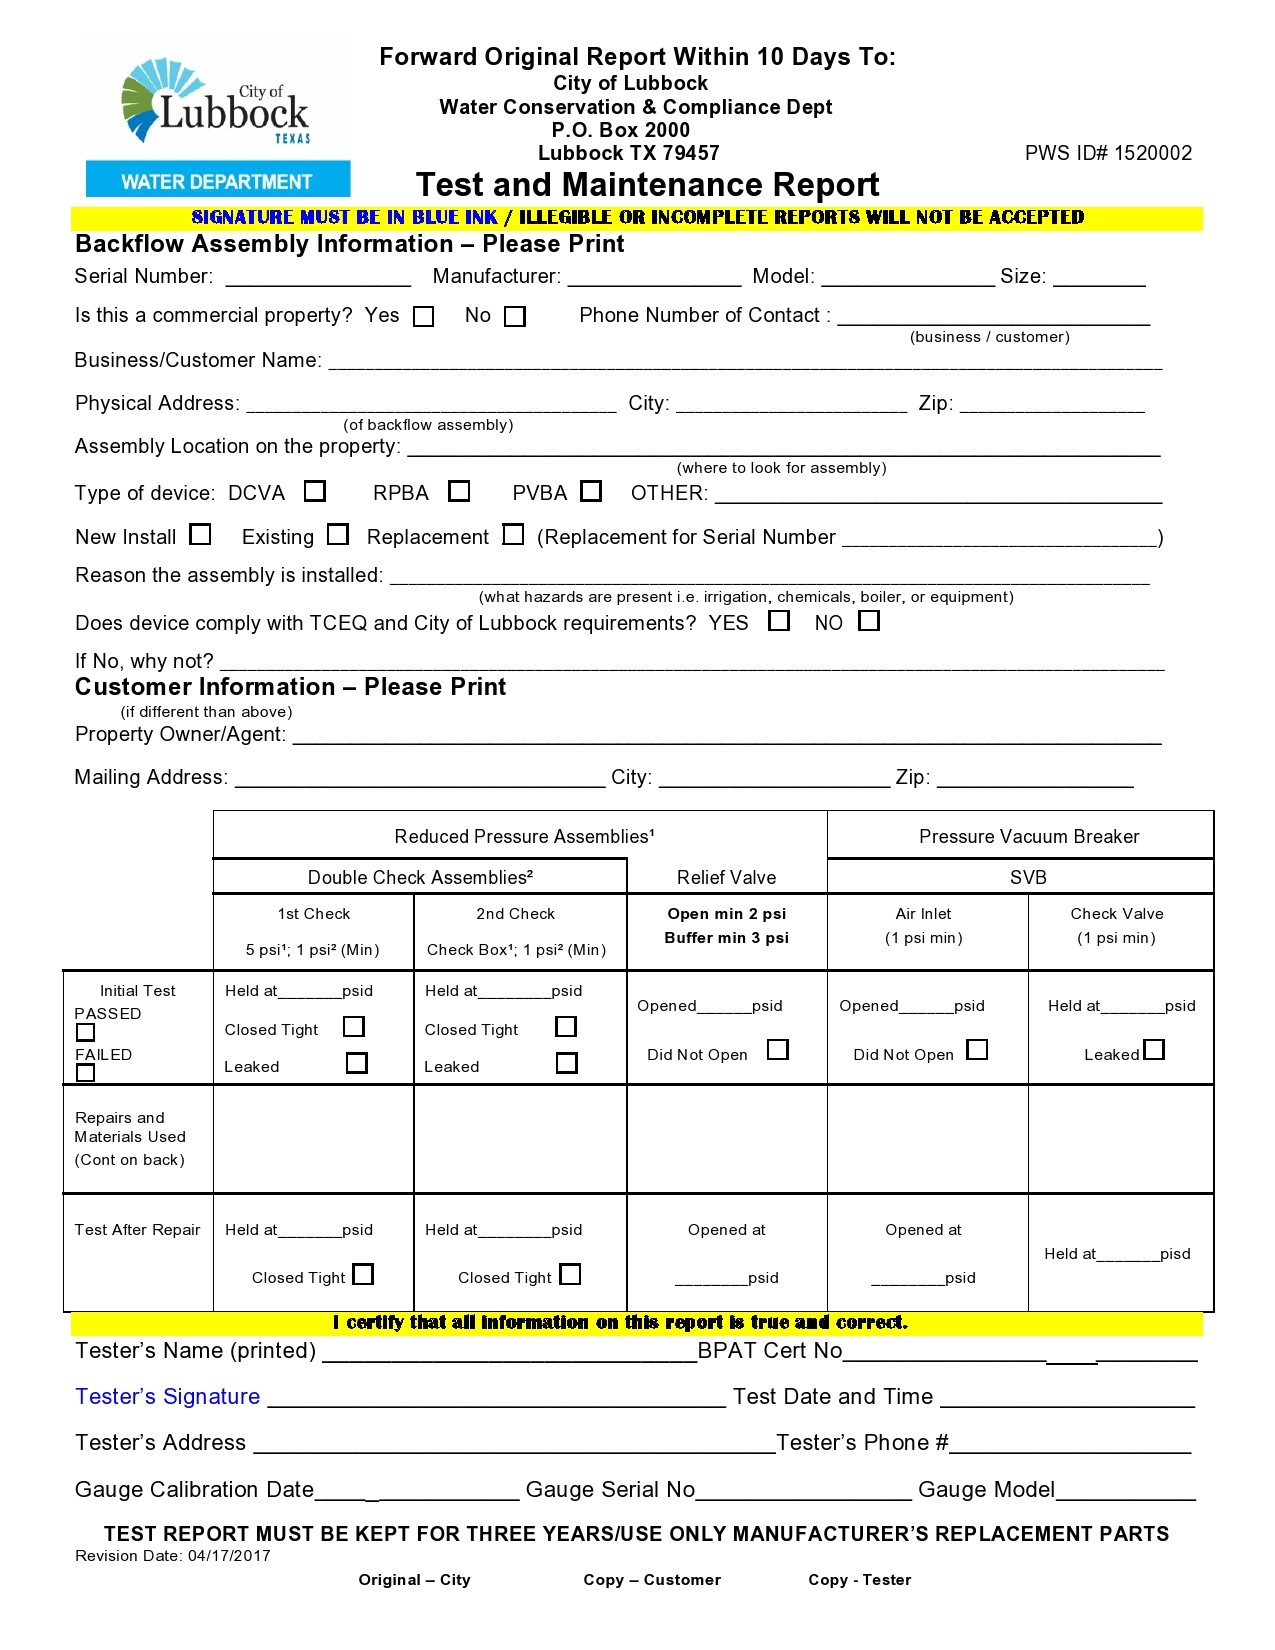 Forward Original Report Within 10 Days To:
City of Lubbock
Water Conservation & Compliance Dept
P.O. Box 2000
Lubbock TX 79457
PWS ID# 1520002
City of
Lubbock
TEXAS
WATER DEPARTMENT
Test and Maintenance Report
SIGNATURE MUST BE IN BLUE INK / ILLEGIBLE OR INCOMPLETE REPORTS WILL NOT BE ACCEPTED
Backflow Assembly Information – Please Print
Serial Number: ________________ Manufacturer: _______________ Model: _______________ Size: ________
Is this a commercial property? Yes ☐ No ☐ Phone Number of Contact : ___________________________
(business / customer)
Business/Customer Name: ________________________________________________________________________
Physical Address: ________________________________ City: ____________________ Zip: ________________
(of backflow assembly)
Assembly Location on the property: _________________________________________________________________
(where to look for assembly)
Type of device: DCVA ☐ RPBA ☐ PVBA ☐ OTHER: _______________________________________
New Install ☐ Existing ☐ Replacement ☐ (Replacement for Serial Number ___________________________)
Reason the assembly is installed: __________________________________________________________________
(what hazards are present i.e. irrigation, chemicals, boiler, or equipment)
Does device comply with TCEQ and City of Lubbock requirements? YES ☐ NO ☐
If No, why not? __________________________________________________________________________________
Customer Information – Please Print
(if different than above)
Property Owner/Agent: ___________________________________________________________________________
Mailing Address: ________________________________ City: ____________________ Zip: _________________
Reduced Pressure Assemblies¹ Pressure Vacuum Breaker
Double Check Assemblies² Relief Valve SVB
1st Check 2nd Check Open min 2 psi Air Inlet Check Valve
Buffer min 3 psi (1 psi min) (1 psi min)
5 psi¹; 1 psi² (Min) Check Box¹; 1 psi² (Min)
Initial Test Held at_______psid Held at________psid
PASSED Opened______psid Opened______psid Held at_______psid
☐ Closed Tight ☐ Closed Tight ☐
FAILED Did Not Open ☐ Did Not Open ☐ Leaked ☐
☐ Leaked ☐ Leaked ☐
Repairs and
Materials Used
(Cont on back)
Test After Repair Held at_______psid Held at________psid Opened at Opened at
Held at_______pisd
Closed Tight ☐ Closed Tight ☐ ________psid ________psid
I certify that all information on this report is true and correct.
Tester’s Name (printed) _____________________________BPAT Cert No____________________________
Tester’s Signature ____________________________________ Test Date and Time ____________________
Tester’s Address _________________________________________Tester’s Phone #___________________
Gauge Calibration Date________________ Gauge Serial No_________________ Gauge Model___________
TEST REPORT MUST BE KEPT FOR THREE YEARS/USE ONLY MANUFACTURER’S REPLACEMENT PARTS
Revision Date: 04/17/2017
Original – City Copy – Customer Copy - Tester